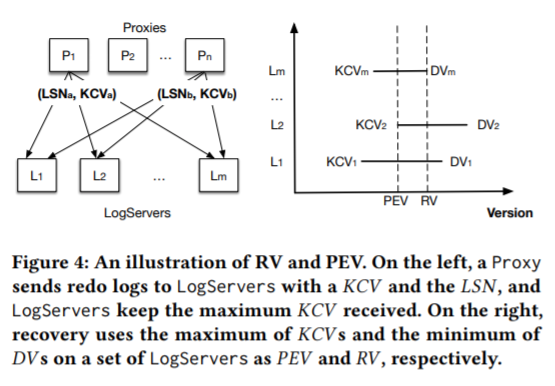 Proxies
P1 P2 ... Pn
(LSNa, KCVa) (LSNb, KCVb)
L1 L2 ... Lm
LogServers
Lm KCVm DVm
...
L2 KCV2 DV2
L1 KCV1 DV1
PEV RV
Version
Figure 4: An illustration of RV and PEV. On the left, a Proxy
sends redo logs to LogServers with a KCV and the LSN, and
LogServers keep the maximum KCV received. On the right,
recovery uses the maximum of KCVs and the minimum of
DVs on a set of LogServers as PEV and RV, respectively.